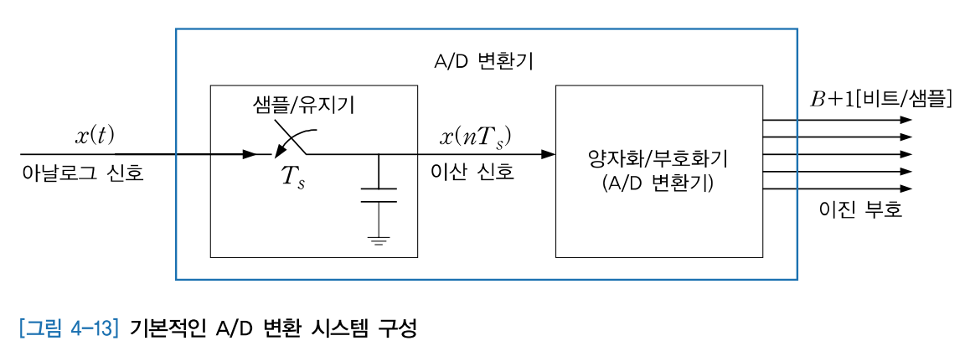 A/D 변환기
샘플/유지기
B+1[비트/샘플]
x(t)
x(nTs)
아날로그 신호
Ts
이산 신호
양자화/부호화기
(A/D 변환기)
이진 부호
[그림 4-13] 기본적인 A/D 변환 시스템 구성